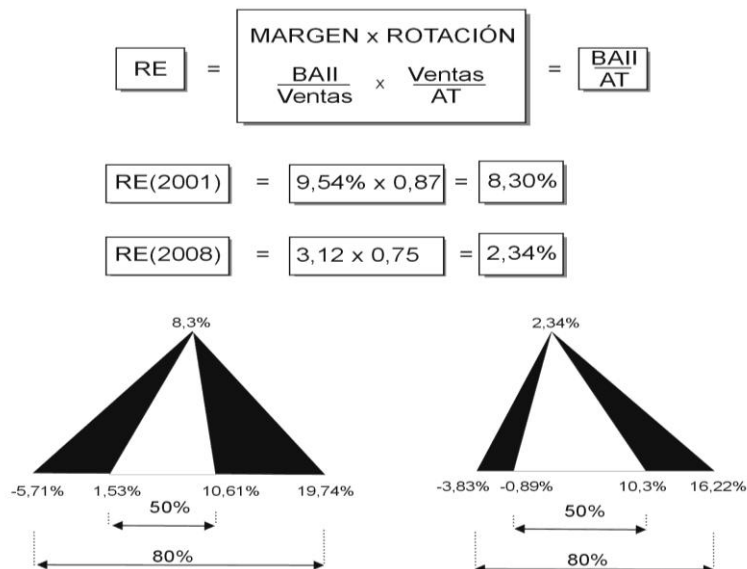 MARGEN x ROTACIÓN
RE = BAII / Ventas x Ventas / AT = BAII / AT
RE(2001) = 9,54% x 0,87 = 8,30%
RE(2008) = 3,12 x 0,75 = 2,34%
8,3% 2,34%
-5,71% 1,53% 10,61% 19,74% -3,83% -0,89% 10,3% 16,22%
50% 50%
80% 80%